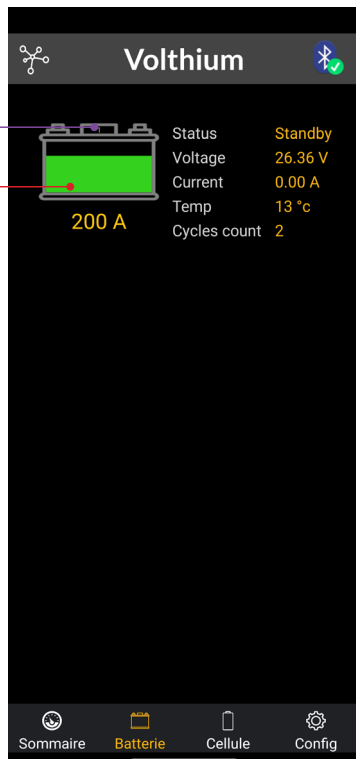 Volthium
Status Standby
Voltage 26.36 V
Current 0.00 A
Temp 13 °c
Cycles count 2
200 A
Sommaire Batterie Cellule Config